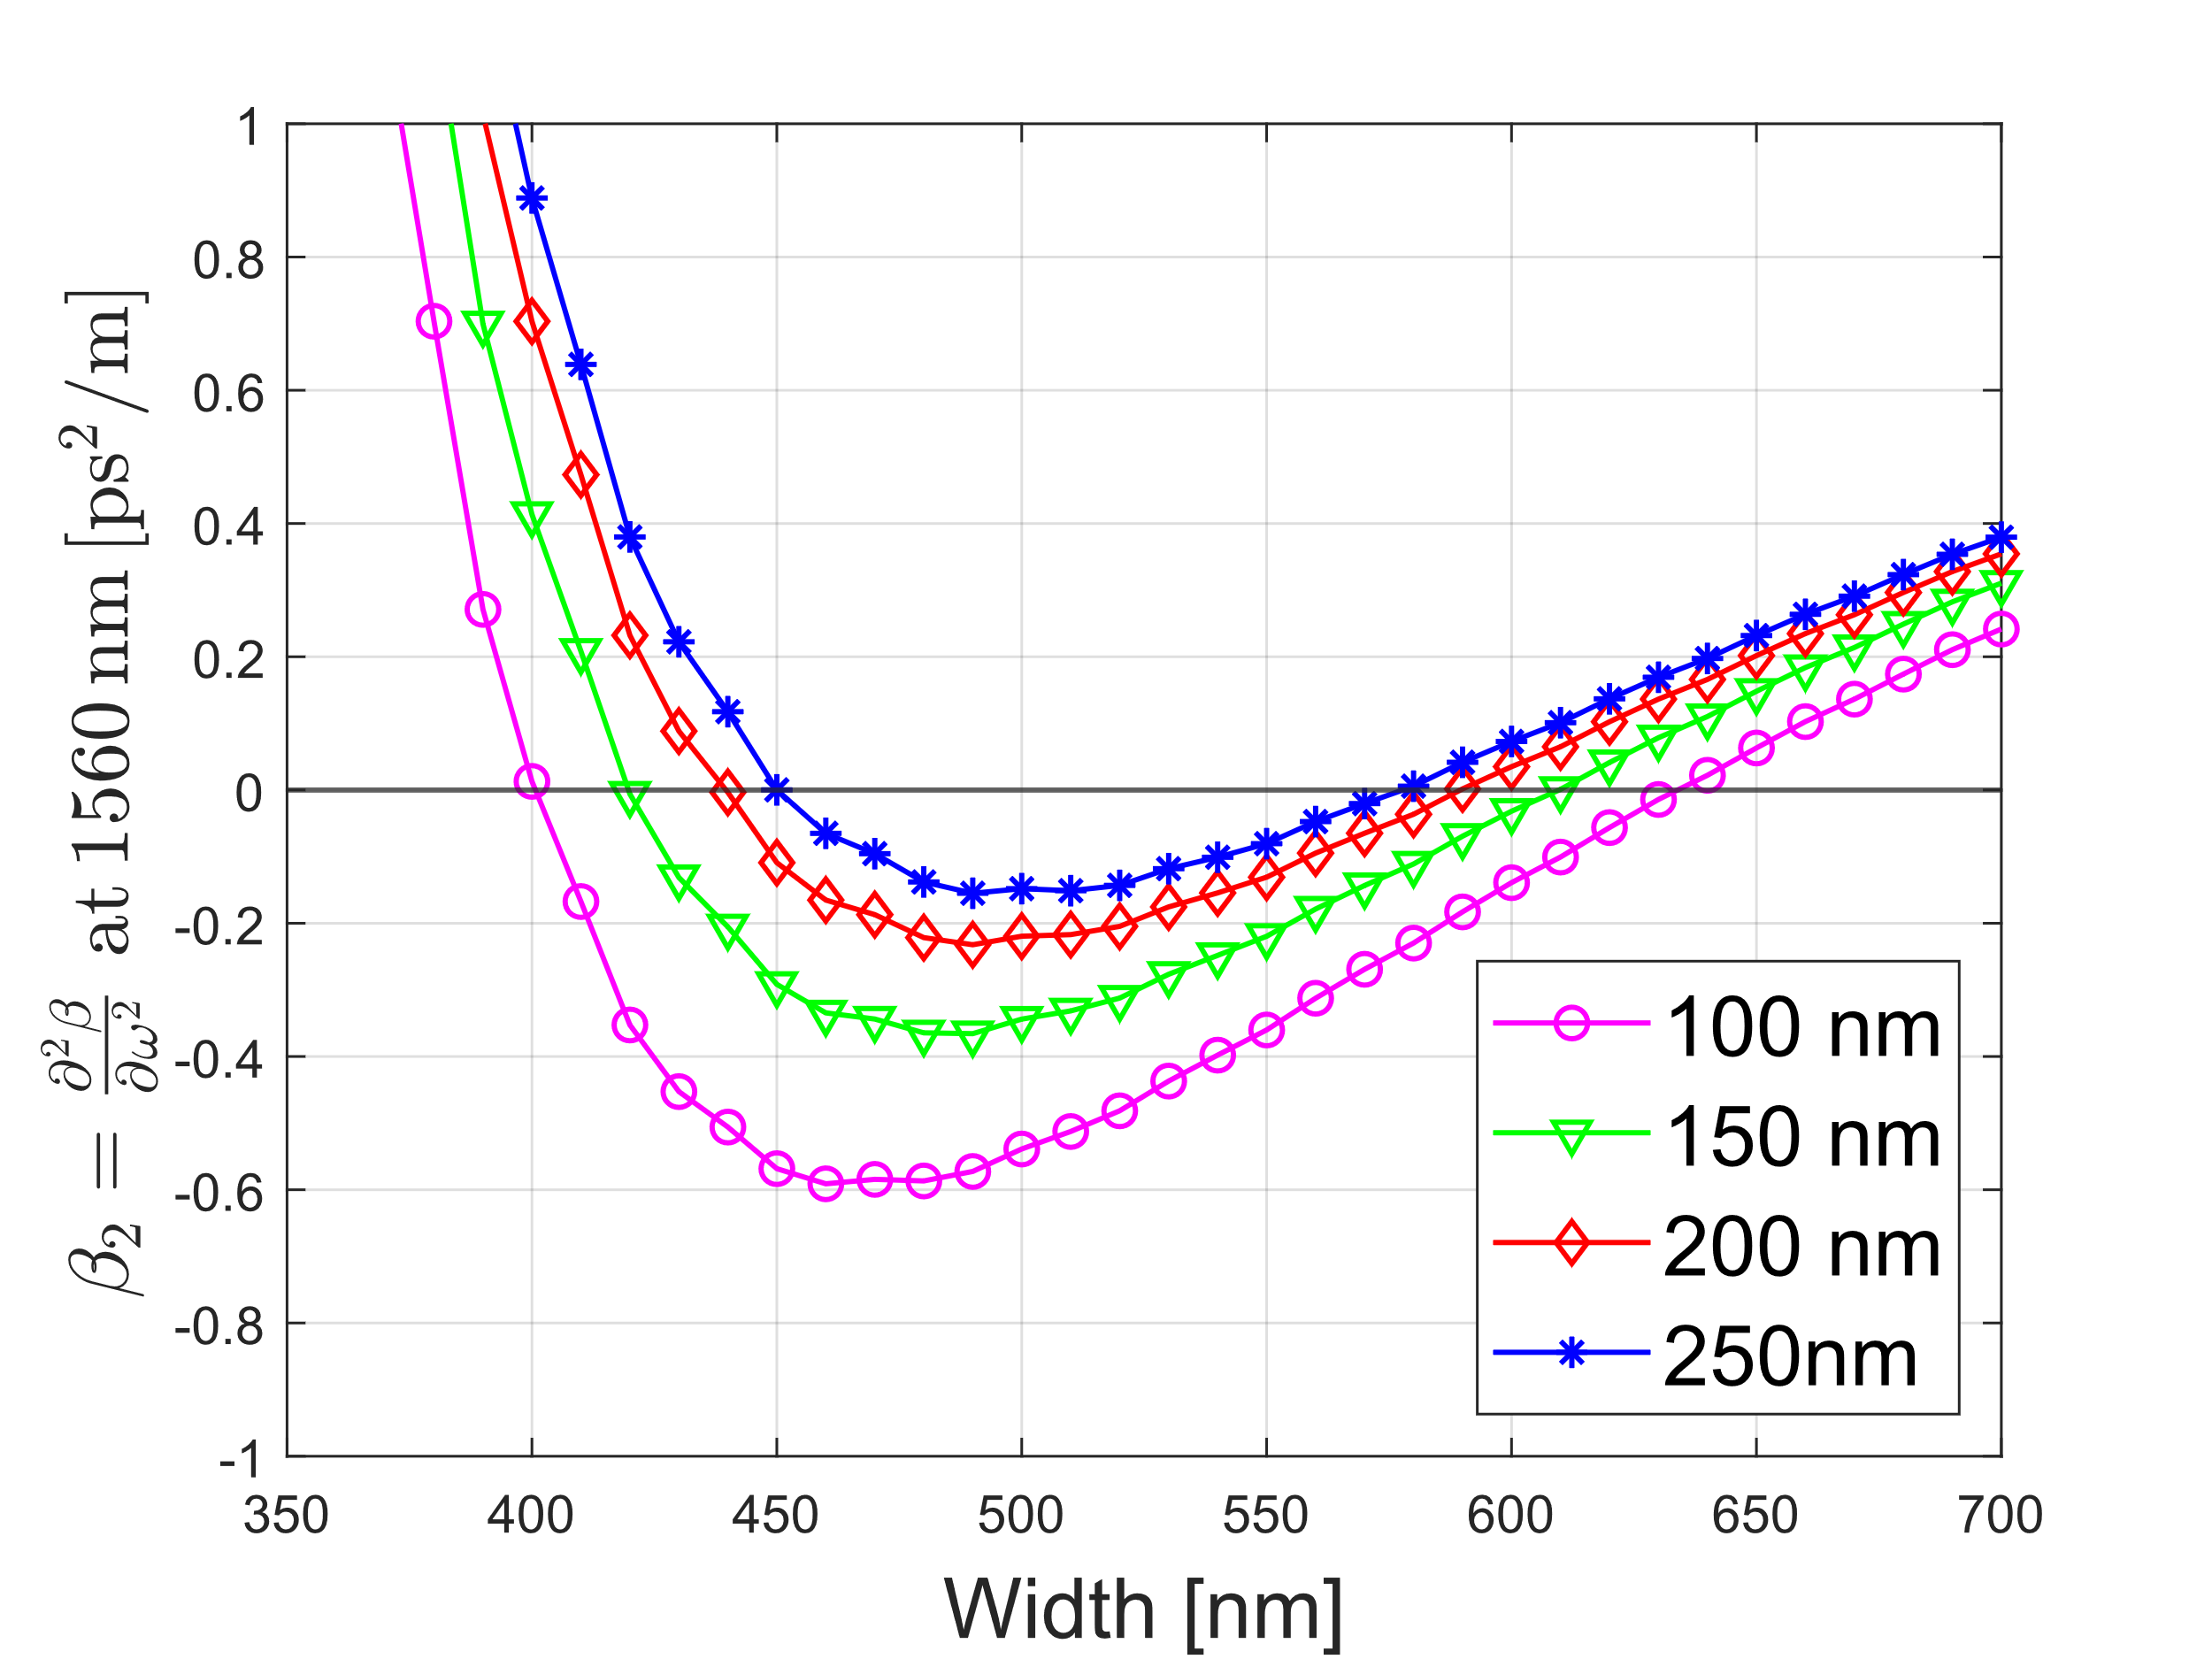 β₂ = ∂²β/∂ω² at 1560 nm [ps²/m]
1
0.8
0.6
0.4
0.2
0
-0.2
-0.4
-0.6
-0.8
-1
350 400 450 500 550 600 650 700
Width [nm]
100 nm
150 nm
200 nm
250nm